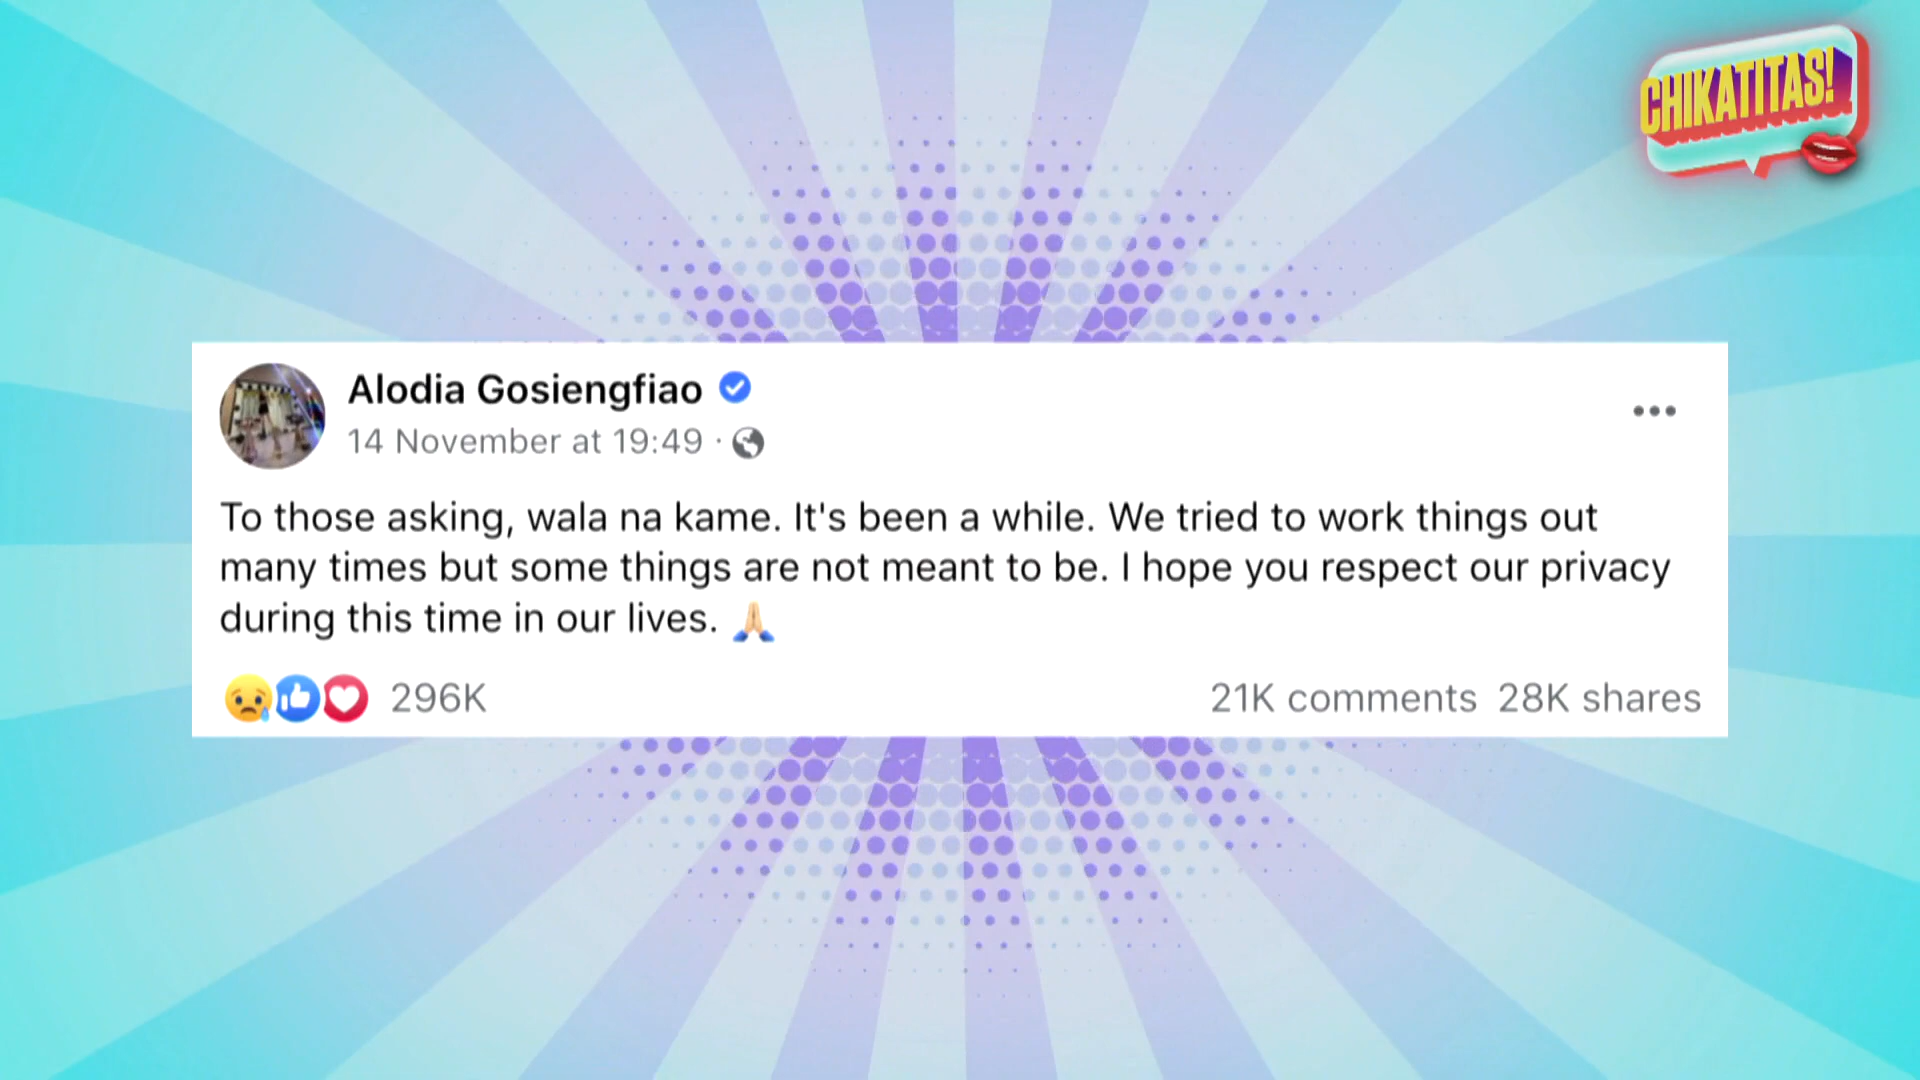 CHIKATITAS!
Alodia Gosiengfiao
14 November at 19:49 ·
To those asking, wala na kame. It's been a while. We tried to work things out
many times but some things are not meant to be. I hope you respect our privacy
during this time in our lives. 🙏🏻
296K
21K comments 28K shares